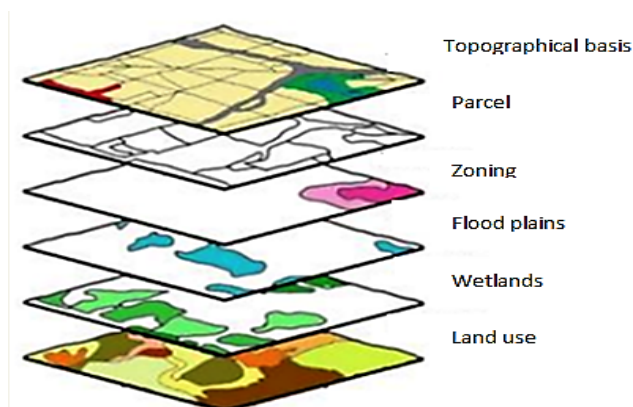 Topographical basis
Parcel
Zoning
Flood plains
Wetlands
Land use